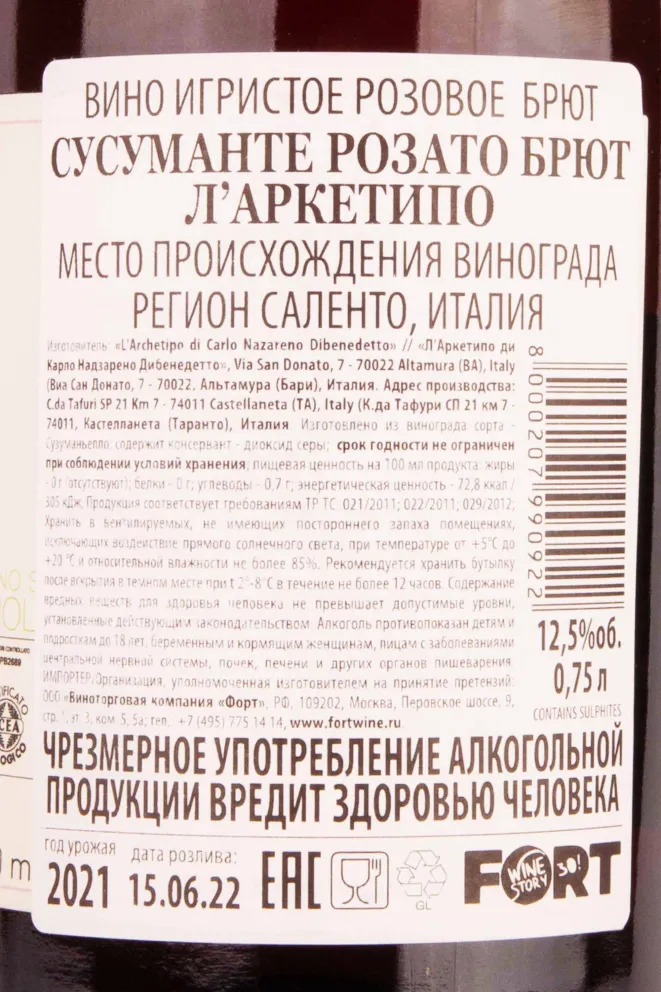 ВИНО ИГРИСТОЕ РОЗОВОЕ БРЮТ
СУСУМАНТЕ РОЗАТО БРЮТ
Л'АРКЕТИПО
МЕСТО ПРОИСХОЖДЕНИЯ ВИНОГРАДА
РЕГИОН САЛЕНТО, ИТАЛИЯ
Изготовитель: «L'Archetipo di Carlo Nazareno Dibenedetto» // «Л'Аркетипо ди
Карло Надзарено Дибенедетто», Via San Donato, 7 - 70022 Altamura (BA), Italy
(Виа Сан Донато, 7 - 70022, Альтамура (Бари), Италия. Адрес производства:
C.da Tafuri SP 21 Km 7 - 74011 Castellaneta (TA), Italy (К.да Тафури СП 21 км 7 -
74011, Кастелланета (Таранто), Италия Изготовлено из винограда сорта -
Сузуманьелло; содержит консервант - диоксид серы; срок годности не ограничен
при соблюдении условий хранения; пищевая ценность на 100 мл продукта: жиры
- 0 г (отсутствуют); белки - 0 г; углеводы - 0,7 г; энергетическая ценность - 72,8 ккал /
305 кДж; Продукция соответствует требованиям ТР ТС 021/2011; 022/2011; 029/2012;
Хранить в вентилируемых, не имеющих постороннего запаха помещениях,
исключающих воздействие прямого солнечного света, при температуре от +5°C до
+20 °C и относительной влажности не более 85%. Рекомендуется хранить бутылку
после вскрытия в темном месте при t 2°-8°C в течение не более 12 часов. Содержание
вредных веществ для здоровья человека не превышает допустимые уровни,
установленные действующим законодательством. Алкоголь противопоказан детям и
подросткам до 18 лет, беременным и кормящим женщинам, лицам с заболеваниями
центральной нервной системы, почек, печени и других органов пищеварения.
ИМПОРТЕР/Организация, уполномоченная изготовителем на принятие претензий:
ООО «Виноторговая компания «Форт», РФ, 109202, Москва, Перовское шоссе, 9,
стр. 1, эт. 3, ком. 5, 5а; тел. +7 (495) 775 14 14, www.fortwine.ru
8 000207 990922
12,5%об.
0,75 л
CONTAINS SULPHITES
ЧРЕЗМЕРНОЕ УПОТРЕБЛЕНИЕ АЛКОГОЛЬНОЙ
ПРОДУКЦИИ ВРЕДИТ ЗДОРОВЬЮ ЧЕЛОВЕКА
год урожая
2021
дата розлива:
15.06.22
EAC
GL
FORT
WINE STORY
30!
CEA